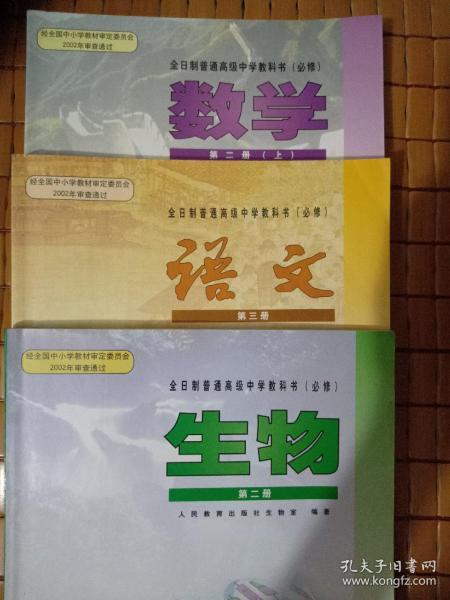 经全国中小学教材审定委员会
2002年审查通过
全日制普通高级中学教科书（必修）
数学
第二册（上）
经全国中小学教材审定委员会
2002年审查通过
全日制普通高级中学教科书（必修）
语文
第三册
经全国中小学教材审定委员会
2002年审查通过
全日制普通高级中学教科书（必修）
生物
第二册
人民教育出版社生物室 编著
孔夫子旧书网
www.kongfz.com